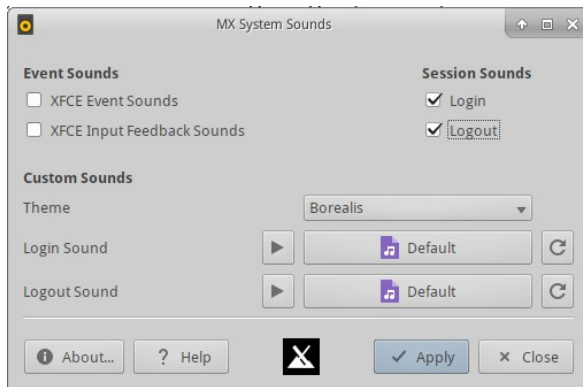 MX System Sounds
Event Sounds
Session Sounds
XFCE Event Sounds
Login
XFCE Input Feedback Sounds
Logout
Custom Sounds
Theme
Borealis
Login Sound
Default
Logout Sound
Default
About...
? Help
Apply
Close